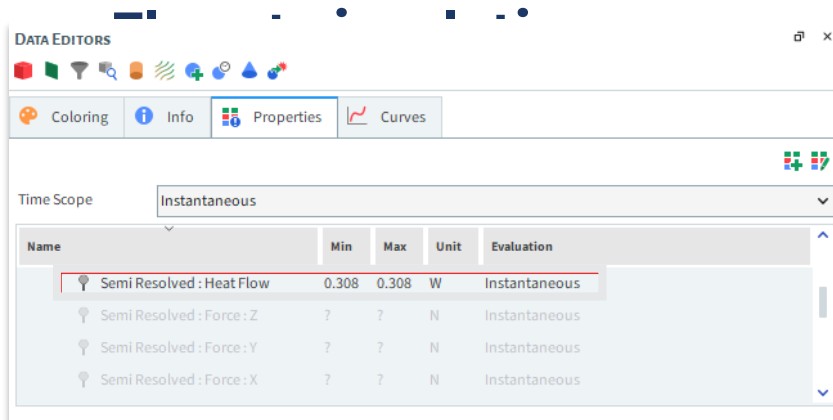 DATA EDITORS
Coloring Info Properties Curves
Time Scope Instantaneous
Name Min Max Unit Evaluation
Semi Resolved : Heat Flow 0.308 0.308 W Instantaneous
Semi Resolved : Force : Z ? ? N Instantaneous
Semi Resolved : Force : Y ? ? N Instantaneous
Semi Resolved : Force : X ? ? N Instantaneous